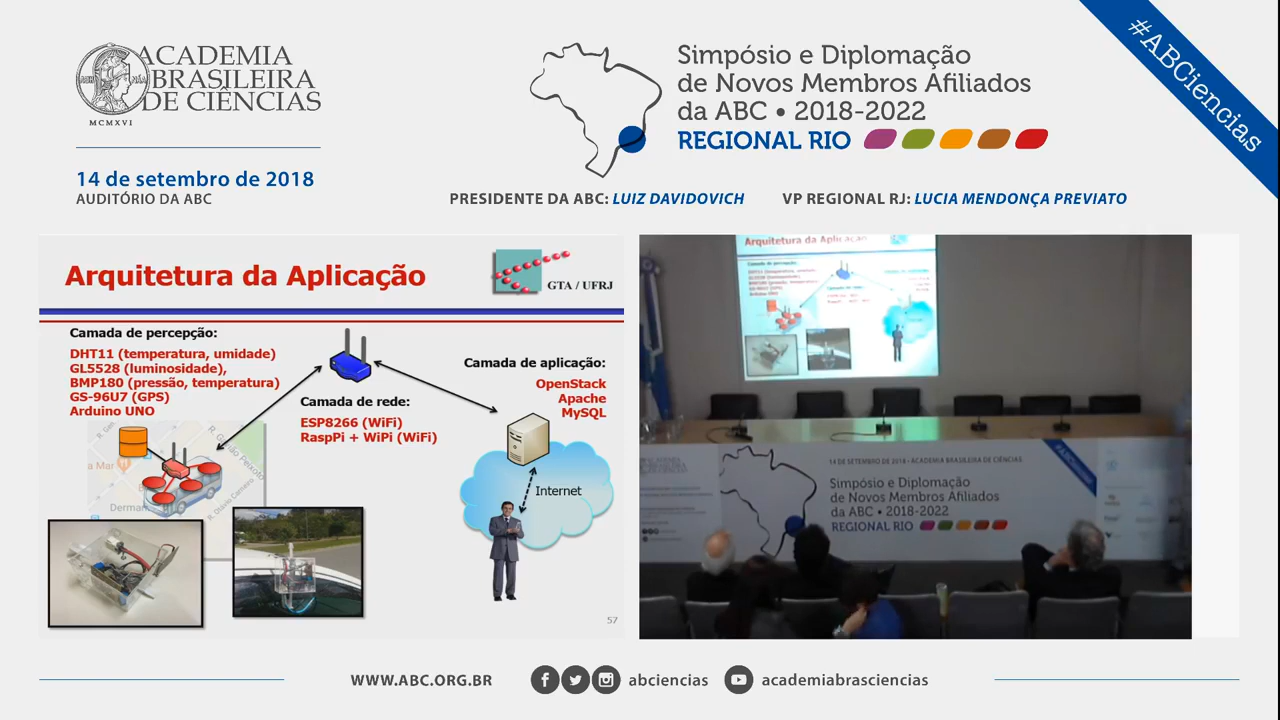 ACADEMIA
BRASILEIRA
DE CIÊNCIAS
MCMXVI
14 de setembro de 2018
AUDITÓRIO DA ABC
Simpósio e Diplomação
de Novos Membros Afiliados
da ABC • 2018-2022
REGIONAL RIO
#ABCiencias
PRESIDENTE DA ABC: LUIZ DAVIDOVICH
VP REGIONAL RJ: LUCIA MENDONÇA PREVIATO
Arquitetura da Aplicação
GTA / UFRJ
Camada de percepção:
DHT11 (temperatura, umidade)
GL5528 (luminosidade),
BMP180 (pressão, temperatura)
GS-96U7 (GPS)
Arduino UNO
Camada de rede:
ESP8266 (WiFi)
RaspPi + WiPi (WiFi)
Camada de aplicação:
OpenStack
Apache
MySQL
Internet
57
Arquitetura da Aplicação
14 DE SETEMBRO DE 2018 - ACADEMIA BRASILEIRA DE CIÊNCIAS
Simpósio e Diplomação
de Novos Membros Afiliados
da ABC • 2018-2022
REGIONAL RIO
WWW.ABC.ORG.BR
abciencias
academiabrasciencias